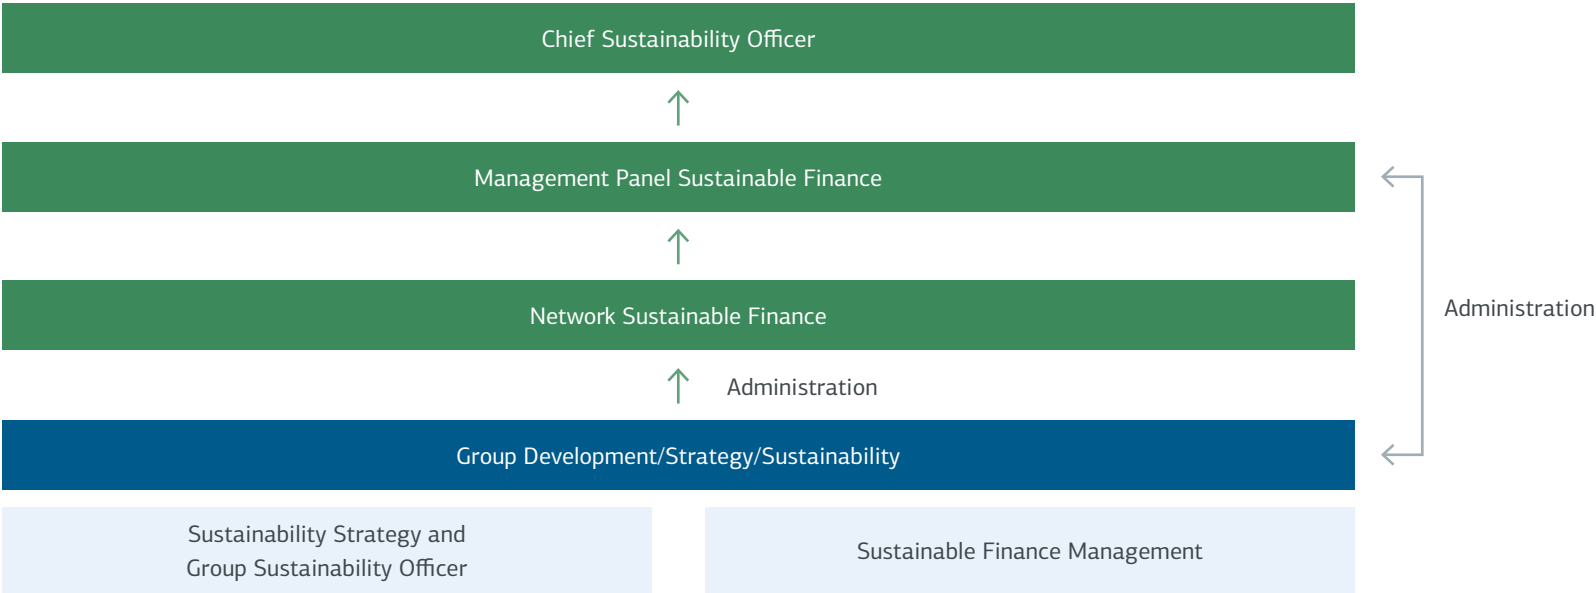 Chief Sustainability Officer
Management Panel Sustainable Finance
Network Sustainable Finance
Administration
Administration
Group Development/Strategy/Sustainability
Sustainability Strategy and
Group Sustainability Officer
Sustainable Finance Management